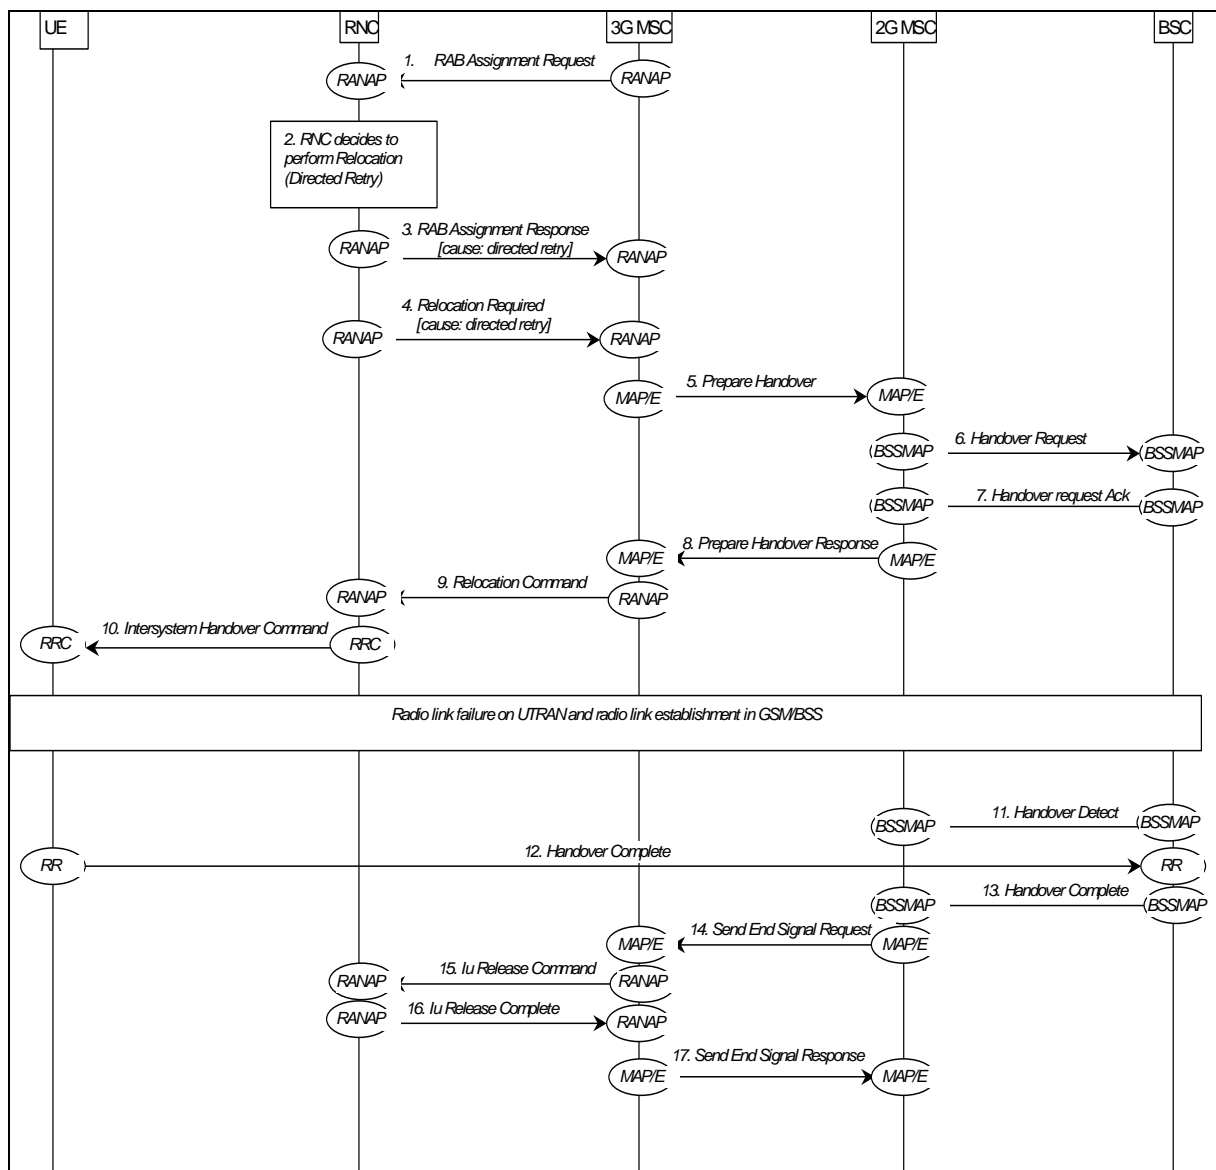 UE RNC 3G MSC 2G MSC BSC
1. RAB Assignment Request
RANAP RANAP
2. RNC decides to
perform Relocation
(Directed Retry)
3. RAB Assignment Response
[cause: directed retry]
RANAP RANAP
4. Relocation Required
[cause: directed retry]
RANAP RANAP
5. Prepare Handover
MAP/E MAP/E
6. Handover Request
BSSMAP BSSMAP
7. Handover request Ack
BSSMAP BSSMAP
8. Prepare Handover Response
MAP/E MAP/E
9. Relocation Command
RANAP RANAP
10. Intersystem Handover Command
RRC RRC
Radio link failure on UTRAN and radio link establishment in GSM/BSS
11. Handover Detect
BSSMAP BSSMAP
12. Handover Complete
RR RR
13. Handover Complete
BSSMAP BSSMAP
14. Send End Signal Request
MAP/E MAP/E
15. Iu Release Command
RANAP RANAP
16. Iu Release Complete
RANAP RANAP
17. Send End Signal Response
MAP/E MAP/E